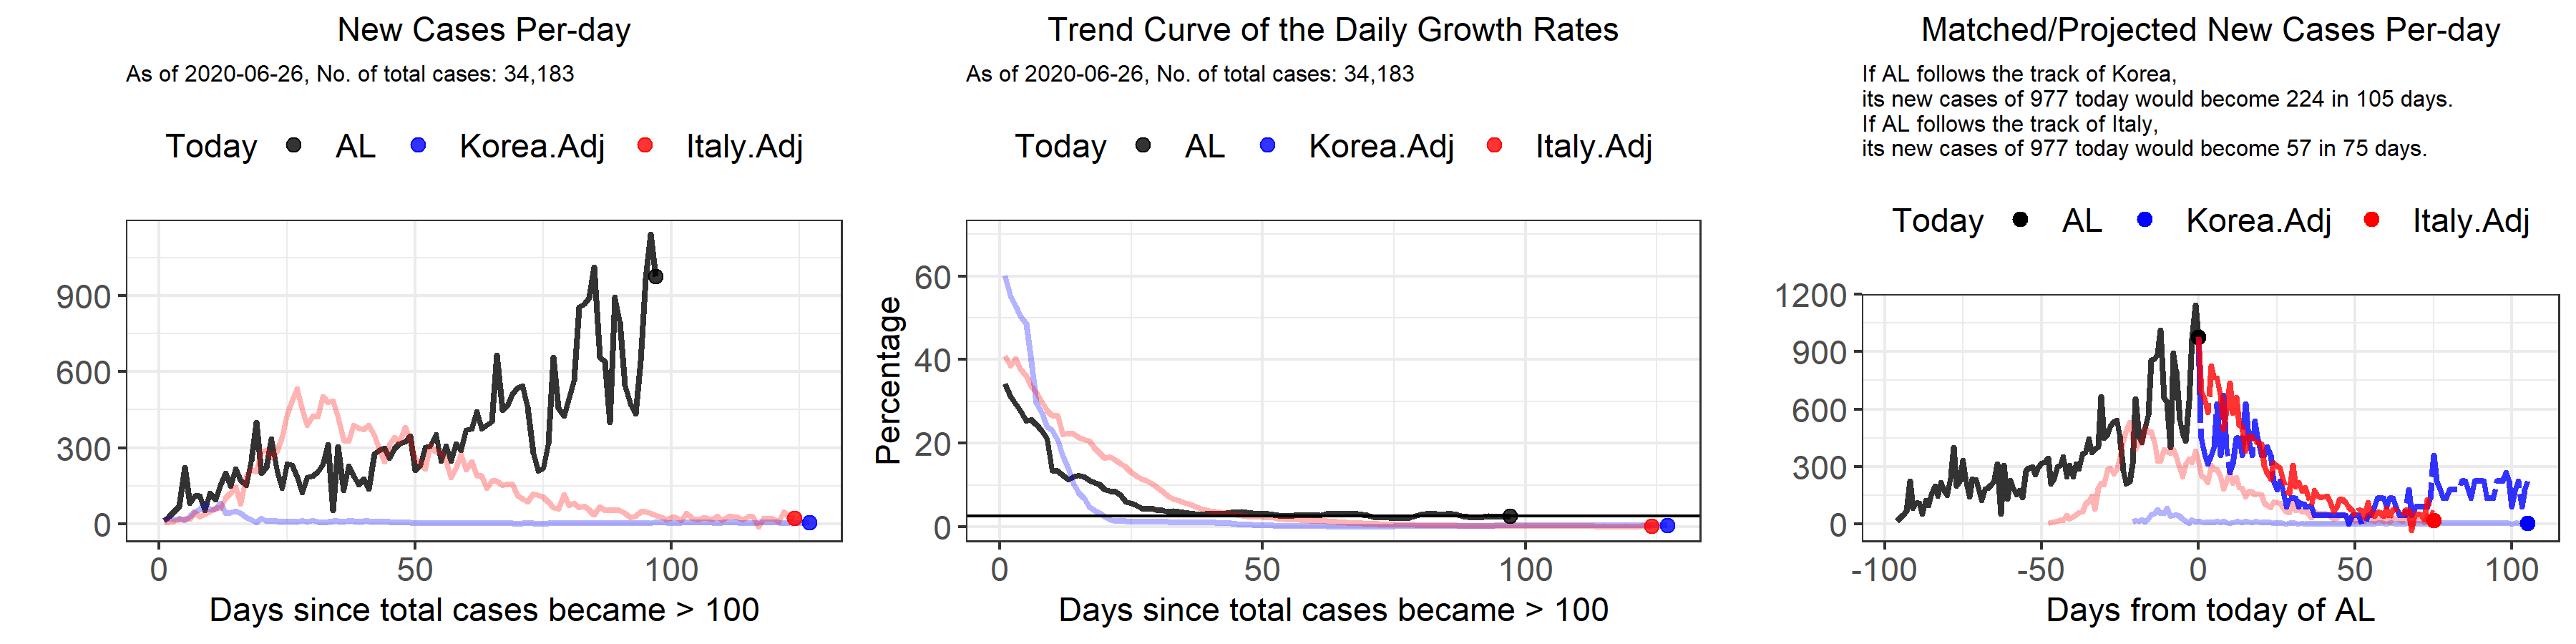 New Cases Per-day
As of 2020-06-26, No. of total cases: 34,183
Today AL Korea.Adj Italy.Adj
900
600
300
0
0 50 100
Days since total cases became > 100
Trend Curve of the Daily Growth Rates
As of 2020-06-26, No. of total cases: 34,183
Today AL Korea.Adj Italy.Adj
Percentage
60
40
20
0
0 50 100
Days since total cases became > 100
Matched/Projected New Cases Per-day
If AL follows the track of Korea,
its new cases of 977 today would become 224 in 105 days.
If AL follows the track of Italy,
its new cases of 977 today would become 57 in 75 days.
Today AL Korea.Adj Italy.Adj
1200
900
600
300
0
-100 -50 0 50 100
Days from today of AL